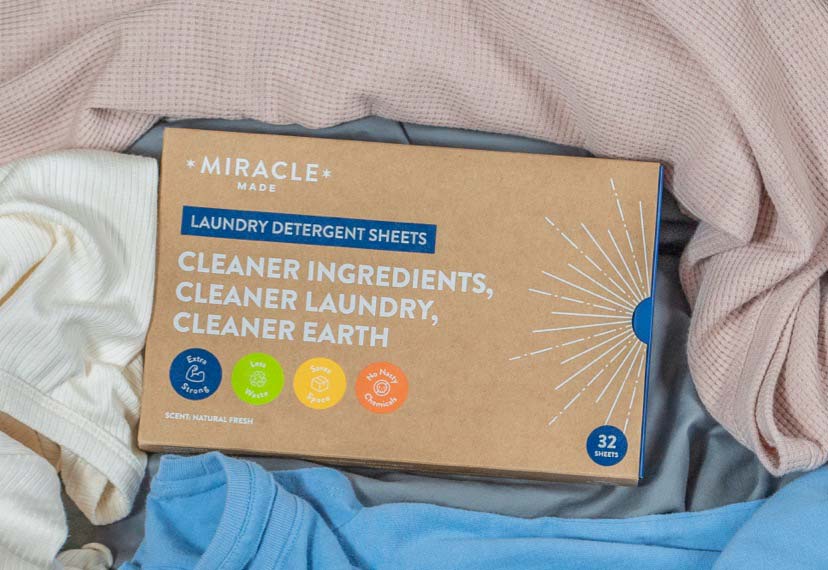 MIRACLE
MADE
LAUNDRY DETERGENT SHEETS
CLEANER INGREDIENTS,
CLEANER LAUNDRY,
CLEANER EARTH
Extra
Strong
Less
Waste
Saves
Space
No Nasty
Chemicals
SCENT: NATURAL FRESH
32
SHEETS